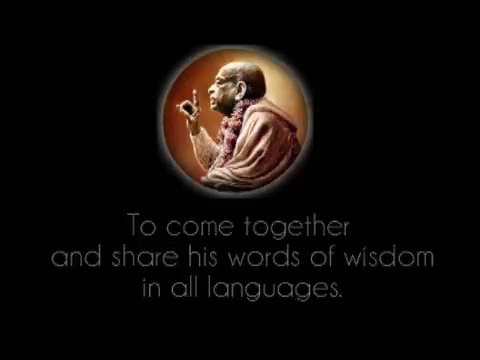 To come together
and share his words of wisdom
in all languages.